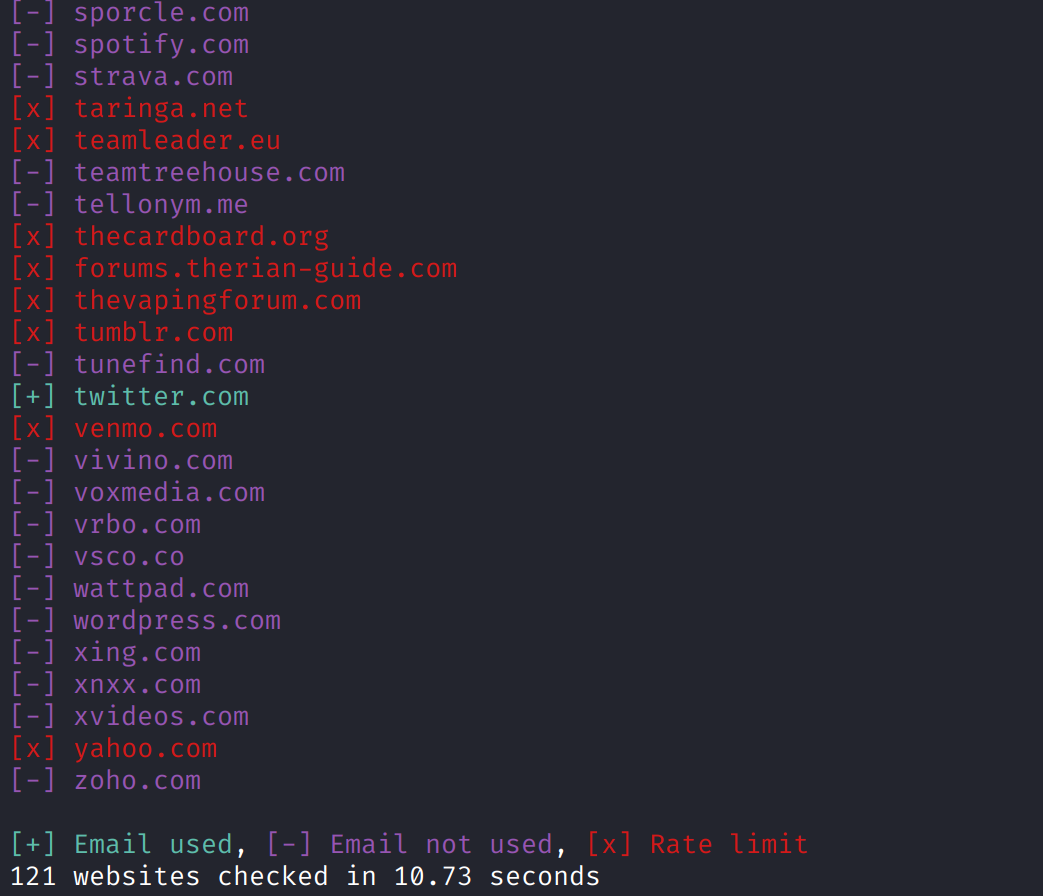 [-] sporcle.com
[-] spotify.com
[-] strava.com
[x] taringa.net
[x] teamleader.eu
[-] teamtreehouse.com
[-] tellonym.me
[x] thecardboard.org
[x] forums.therian-guide.com
[x] thevapingforum.com
[x] tumblr.com
[-] tunefind.com
[+] twitter.com
[x] venmo.com
[-] vivino.com
[-] voxmedia.com
[-] vrbo.com
[-] vsco.co
[-] wattpad.com
[-] wordpress.com
[-] xing.com
[-] xnxx.com
[-] xvideos.com
[x] yahoo.com
[-] zoho.com
[+] Email used, [-] Email not used, [x] Rate limit
121 websites checked in 10.73 seconds